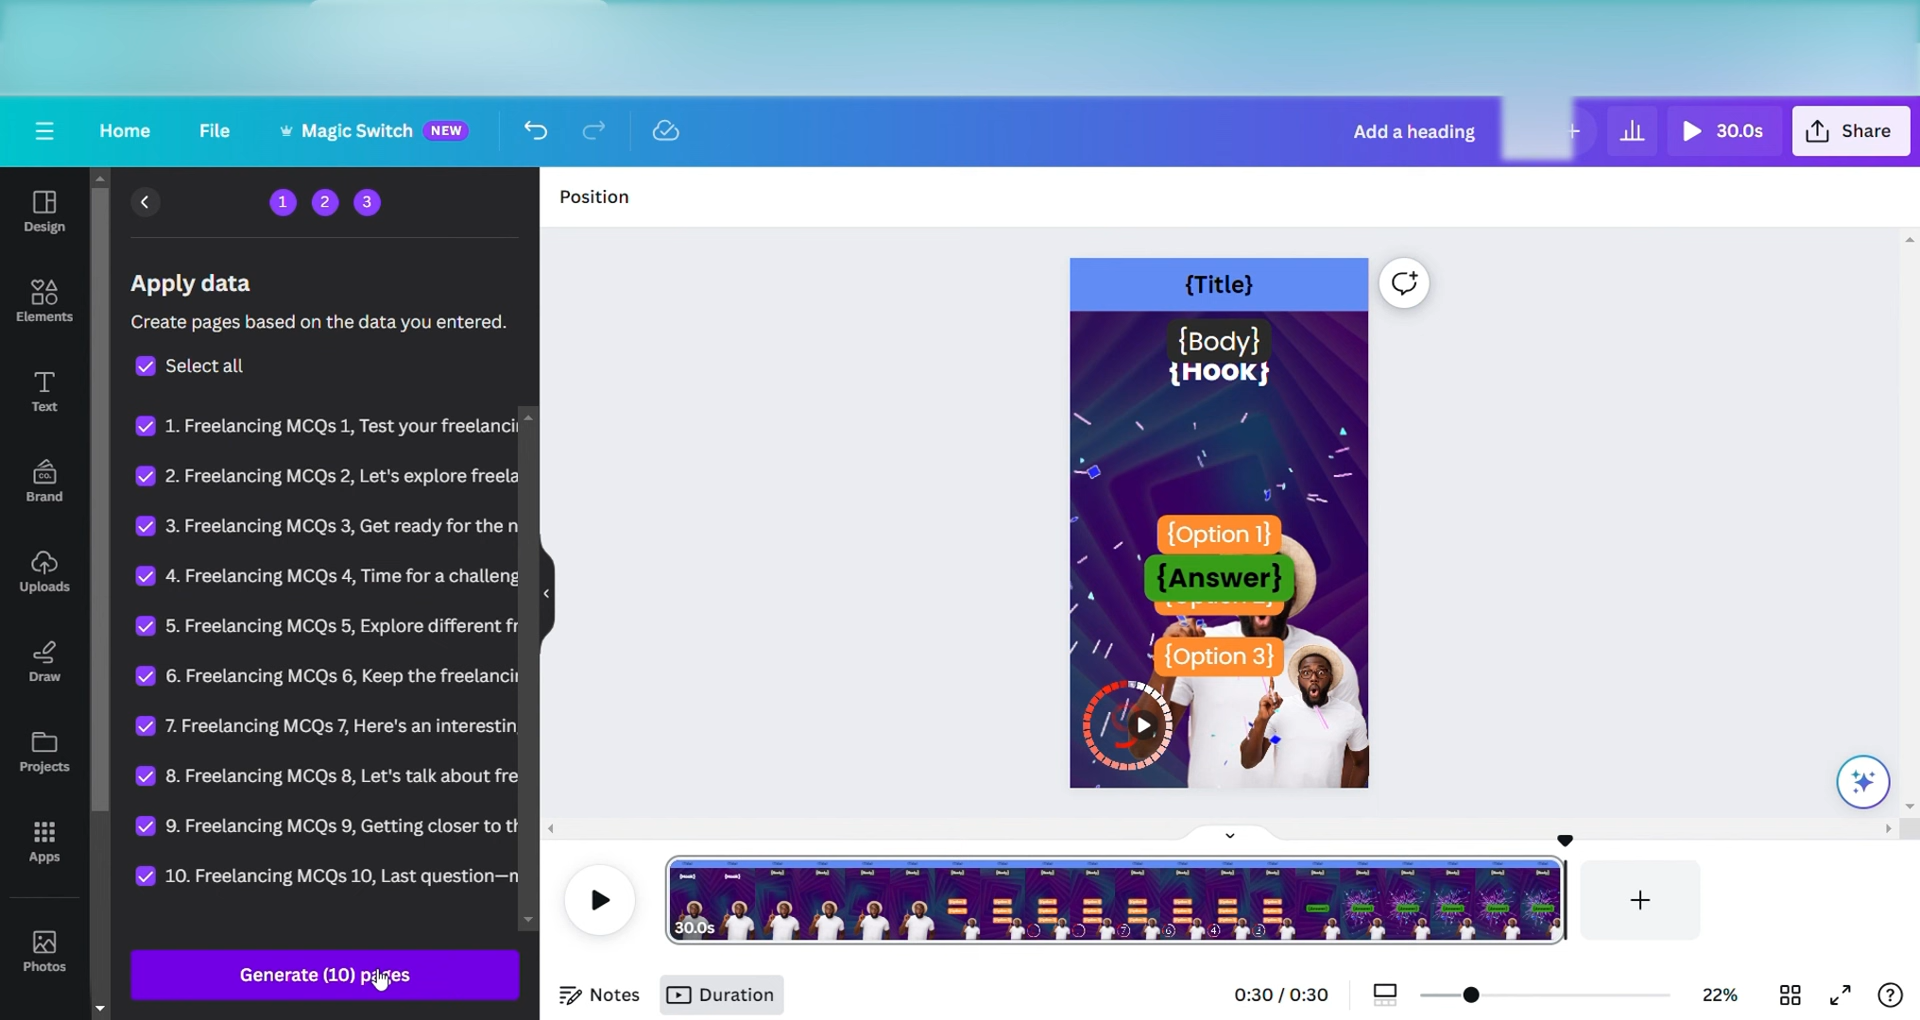 Home File Magic Switch NEW Add a heading 30.0s Share
Design
Elements
Text
CO.
Brand
Uploads
Draw
Projects
Apps
Photos
1 2 3
Apply data
Create pages based on the data you entered.
Select all
1. Freelancing MCQs 1, Test your freelanci
2. Freelancing MCQs 2, Let's explore freela
3. Freelancing MCQs 3, Get ready for the n
4. Freelancing MCQs 4, Time for a challeng
5. Freelancing MCQs 5, Explore different fr
6. Freelancing MCQs 6, Keep the freelancin
7. Freelancing MCQs 7, Here's an interestin
8. Freelancing MCQs 8, Let's talk about fre
9. Freelancing MCQs 9, Getting closer to th
10. Freelancing MCQs 10, Last question—n
Generate (10) pages
Position
{Title}
{Body}
{Hook}
{Option 1}
{Answer}
{Option 3}
30.0s
Notes Duration 0:30 / 0:30 22%